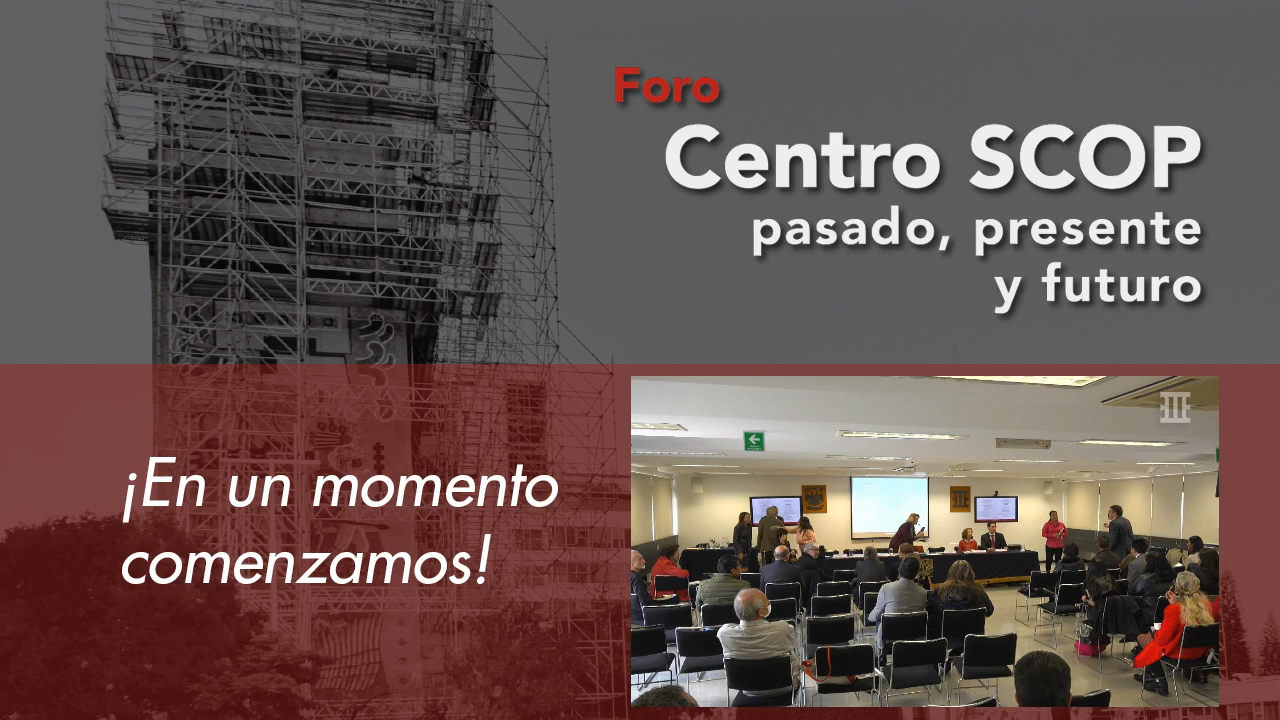 Foro
Centro SCOP
pasado, presente
y futuro
¡En un momento
comenzamos!